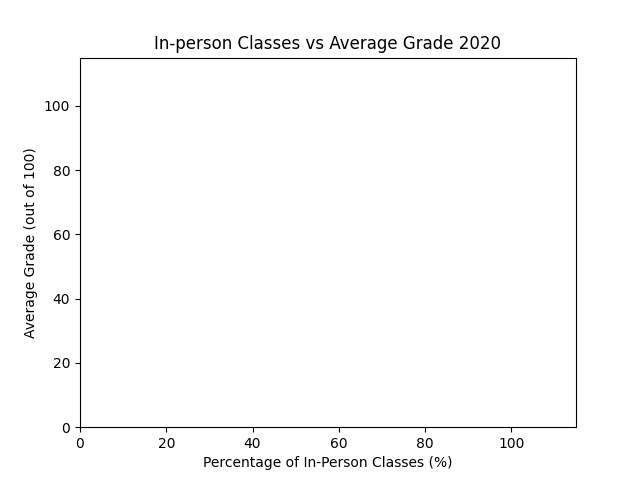 In-person Classes vs Average Grade 2020
Average Grade (out of 100)
100
80
60
40
20
0
0 20 40 60 80 100
Percentage of In-Person Classes (%)